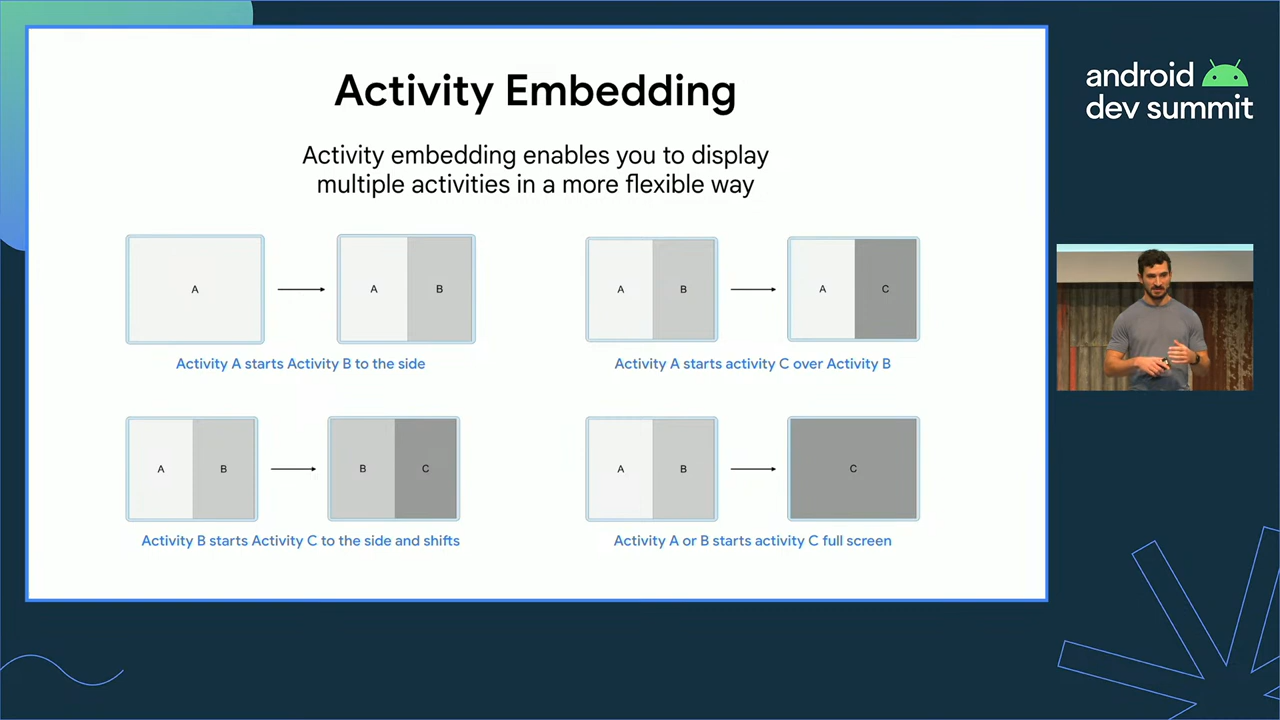 Activity Embedding
Activity embedding enables you to display
multiple activities in a more flexible way
A
A
B
Activity A starts Activity B to the side
A
B
A
C
Activity A starts activity C over Activity B
A
B
B
C
Activity B starts Activity C to the side and shifts
A
B
C
Activity A or B starts activity C full screen
android
dev summit